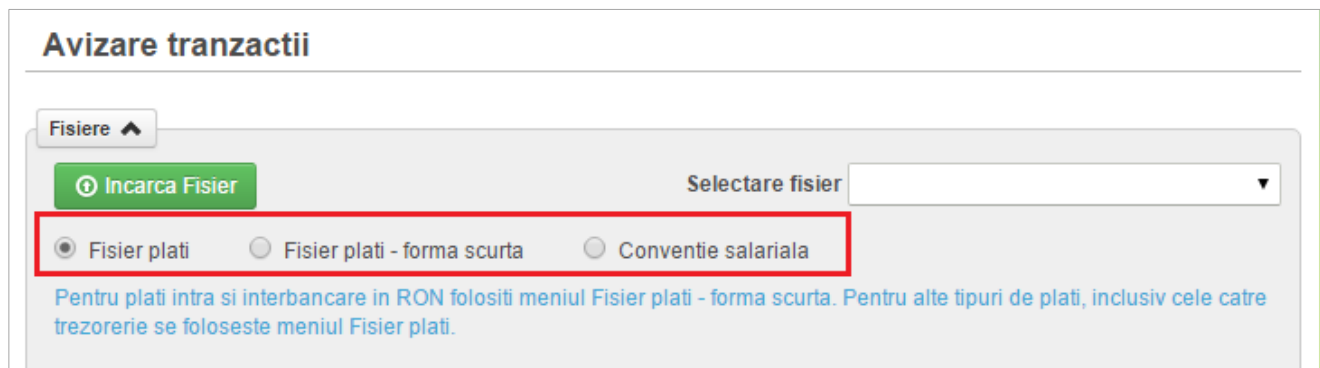 Avizare tranzactii
Fisiere
Incarca Fisier Selectare fisier
Fisier plati Fisier plati - forma scurta Conventie salariala
Pentru plati intra si interbancare in RON folositi meniul Fisier plati - forma scurta. Pentru alte tipuri de plati, inclusiv cele catre
trezorerie se foloseste meniul Fisier plati.